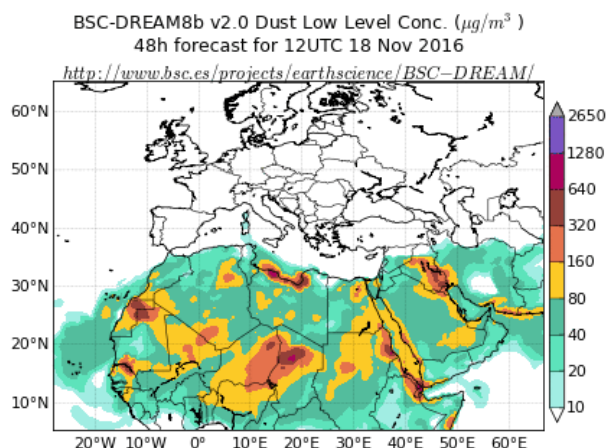 BSC-DREAM8b v2.0 Dust Low Level Conc. (μg/m³ )
48h forecast for 12UTC 18 Nov 2016
http://www.bsc.es/projects/earthscience/BSC−DREAM/
60°N
50°N
40°N
30°N
20°N
10°N
20°W 10°W 0° 10°E 20°E 30°E 40°E 50°E 60°E
2650
1280
640
320
160
80
40
20
10